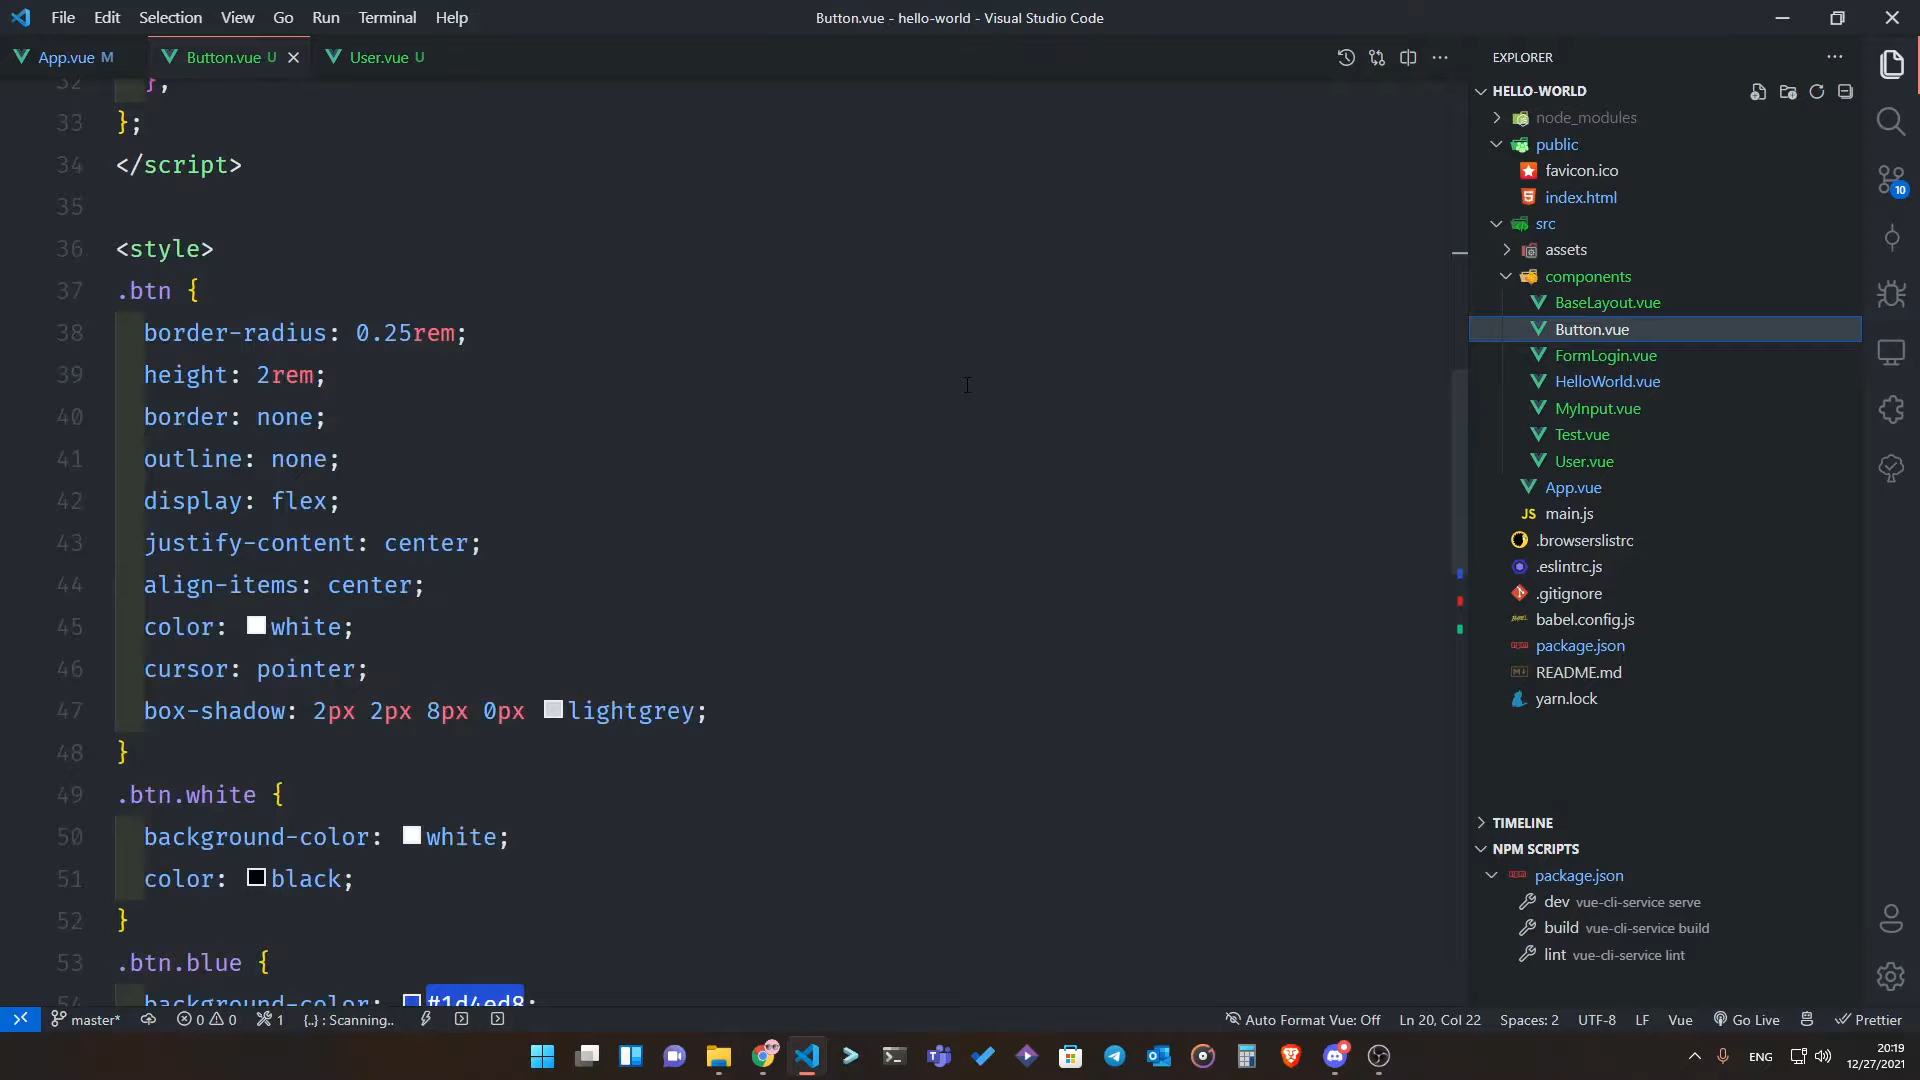 File Edit Selection View Go Run Terminal Help
Button.vue - hello-world - Visual Studio Code
App.vue M
Button.vue U
User.vue U
32 },
33 };
34 </script>
35
36 <style>
37 .btn {
38 border-radius: 0.25rem;
39 height: 2rem;
40 border: none;
41 outline: none;
42 display: flex;
43 justify-content: center;
44 align-items: center;
45 color: white;
46 cursor: pointer;
47 box-shadow: 2px 2px 8px 0px lightgrey;
48 }
49 .btn.white {
50 background-color: white;
51 color: black;
52 }
53 .btn.blue {
54 background-color: #1d4ed8;
EXPLORER
HELLO-WORLD
node_modules
public
favicon.ico
index.html
src
assets
components
BaseLayout.vue
Button.vue
FormLogin.vue
HelloWorld.vue
MyInput.vue
Test.vue
User.vue
App.vue
JS main.js
.browserslistrc
.eslintrc.js
.gitignore
babel.config.js
package.json
README.md
yarn.lock
TIMELINE
NPM SCRIPTS
package.json
dev vue-cli-service serve
build vue-cli-service build
lint vue-cli-service lint
10
master* 0 0 1 {..} : Scanning..
Auto Format Vue: Off Ln 20, Col 22 Spaces: 2 UTF-8 LF Vue Go Live Prettier
ENG
20:19
12/27/2021